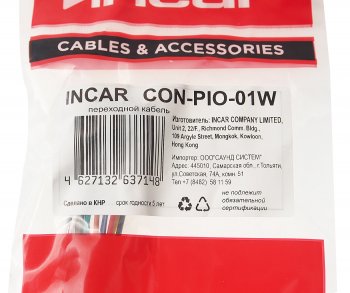 incar
CABLES & ACCESSORIES
INCAR CON-PIO-01W
переходной кабель
Изготовитель: INCAR COMPANY LIMITED,
Unit 2, 22/F., Richmond Comm. Bldg.,
109 Argyle Street, Mongkok, Kowloon,
Hong Kong
Импортер: ООО"САУНД СИСТЕМ"
Адрес: 445010, Самарская обл., г.Тольяти,
ул.Советская, 74А, комн. 51
Тел +7 (8482) 58 11 59
4 627132 637148
Сделано в КНР срок годности 5 лет
не подлежит
обязательной
сертификации